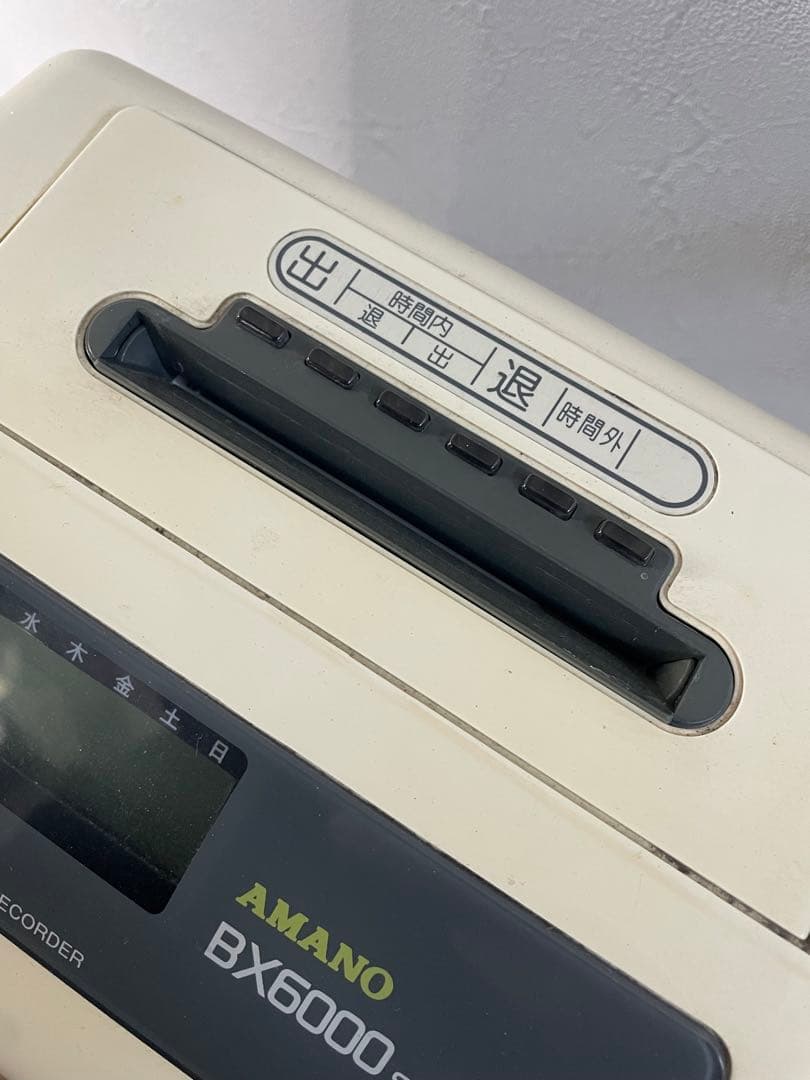 出 時間内 退 時間外
退 出
水 木 金 土 日
AMANO
BX6000
ECORDER